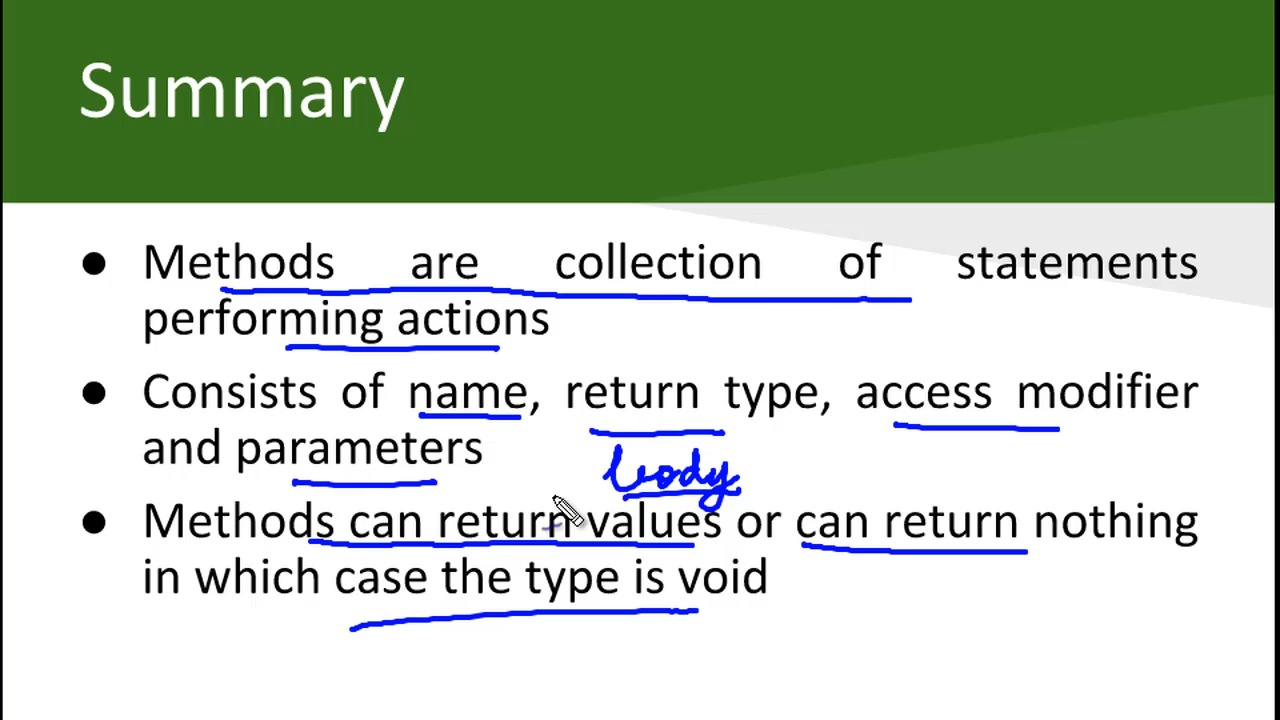 Summary
● Methods are collection of statements
performing actions
● Consists of name, return type, access modifier
and parameters
body
● Methods can return values or can return nothing
in which case the type is void